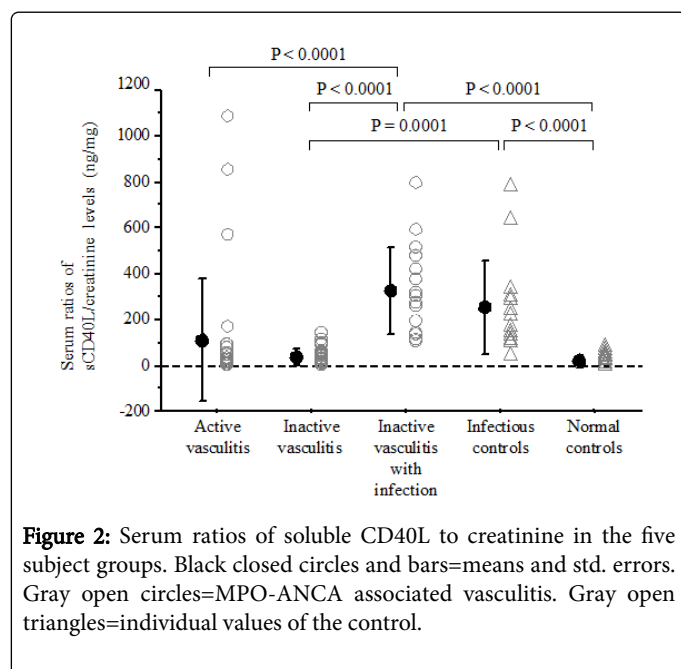 P < 0.0001
P < 0.0001
P < 0.0001
P = 0.0001
P < 0.0001
Serum ratios of
sCD40L/creatinine levels (ng/mg)
1200
1000
800
600
400
200
0
-200
Active
vasculitis
Inactive
vasculitis
Inactive
vasculitis
with
infection
Infectious
controls
Normal
controls
Figure 2: Serum ratios of soluble CD40L to creatinine in the five
subject groups. Black closed circles and bars=means and std. errors.
Gray open circles=MPO-ANCA associated vasculitis. Gray open
triangles=individual values of the control.